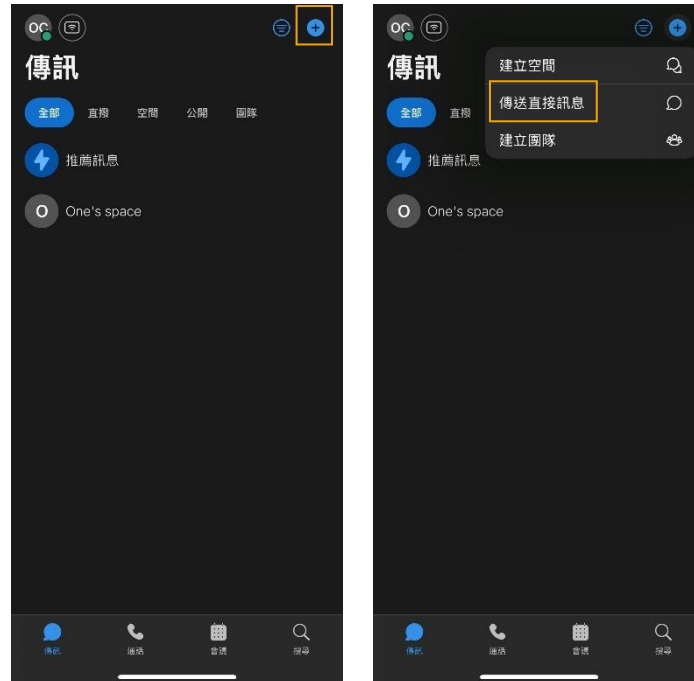 OC
傳訊
全部 直撥 空間 公開 團隊
推薦訊息
O One's space
傳訊 通話 會議 搜尋
OC
傳訊
建立空間
傳送直接訊息
建立團隊
全部 直撥
推薦訊息
O One's space
傳訊 通話 會議 搜尋